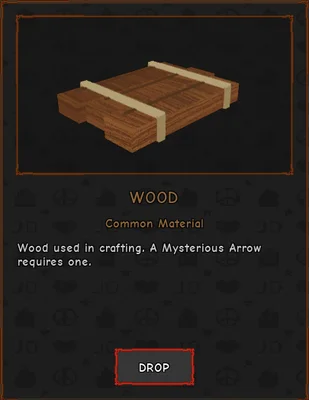 WOOD
Common Material
Wood used in crafting. A Mysterious Arrow
requires one.
DROP